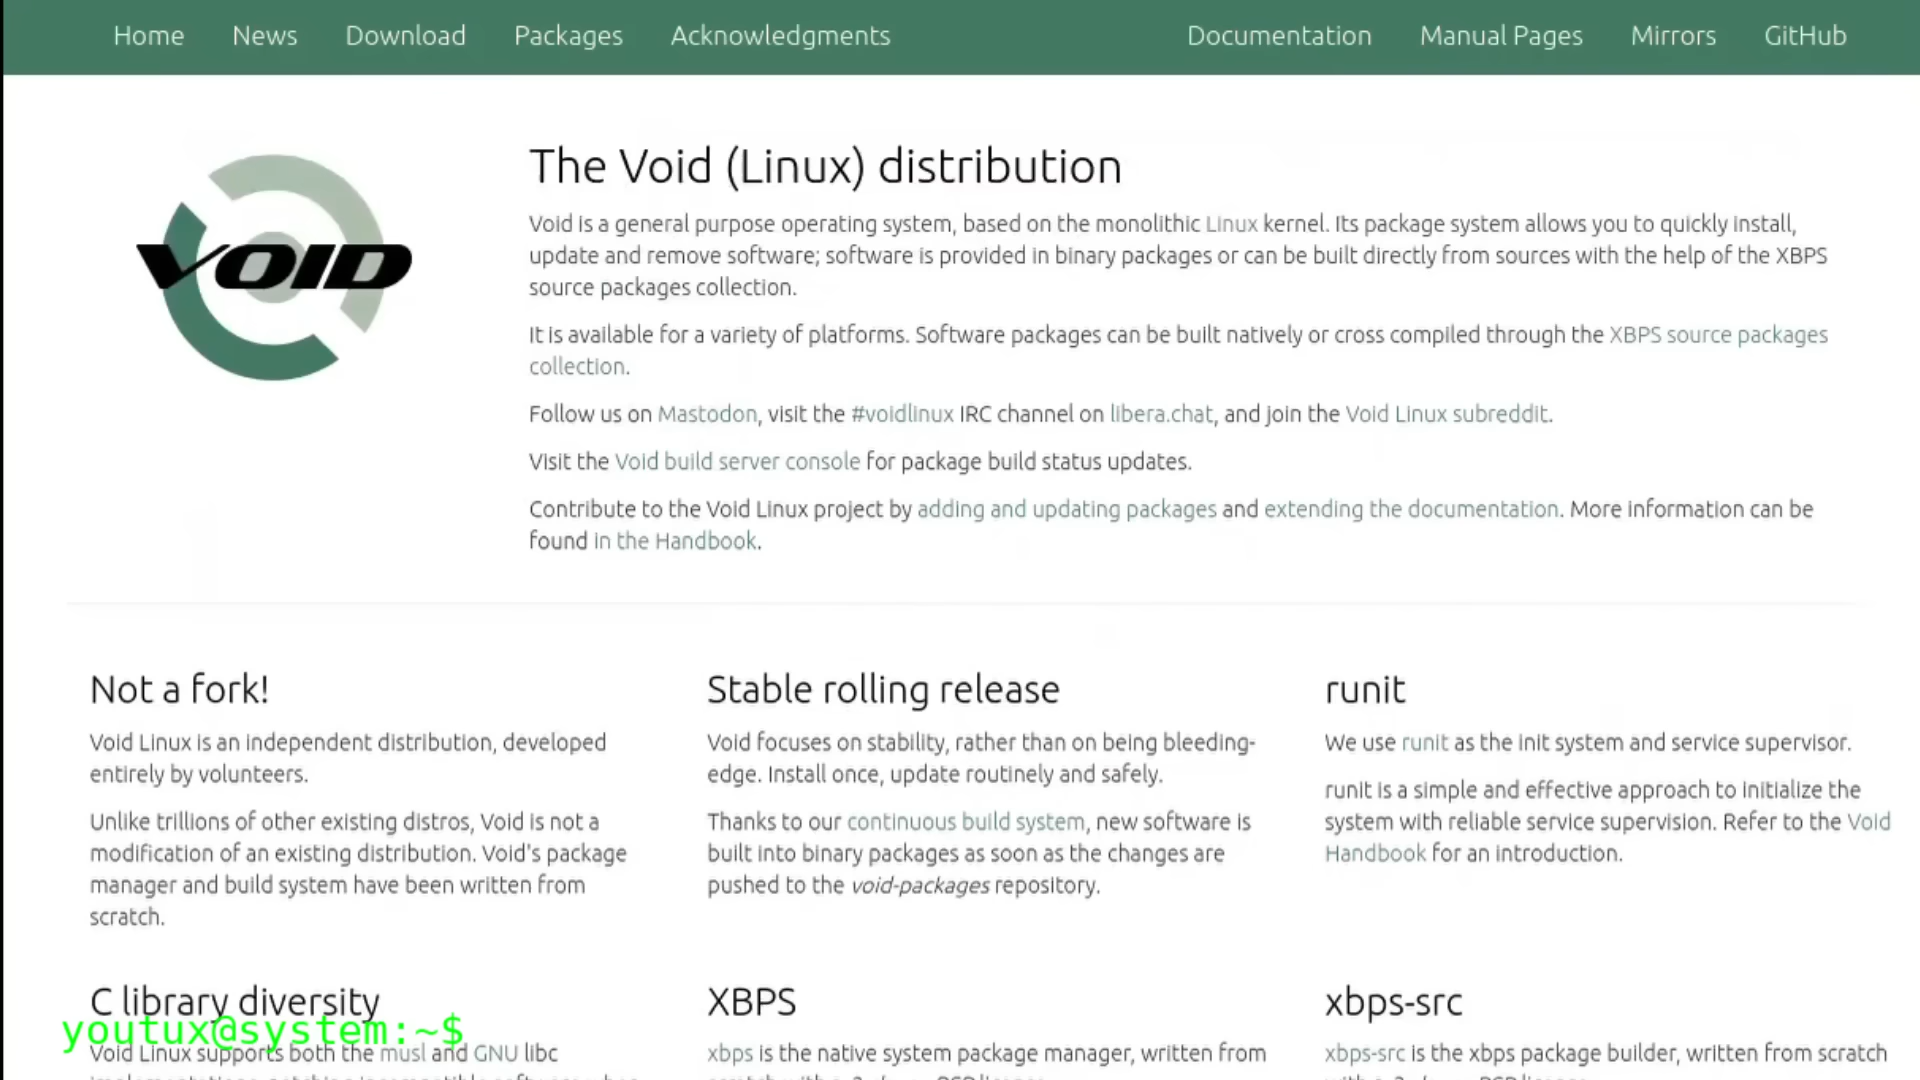 Home News Download Packages Acknowledgments Documentation Manual Pages Mirrors GitHub
VOID
The Void (Linux) distribution
Void is a general purpose operating system, based on the monolithic Linux kernel. Its package system allows you to quickly install,
update and remove software; software is provided in binary packages or can be built directly from sources with the help of the XBPS
source packages collection.
It is available for a variety of platforms. Software packages can be built natively or cross compiled through the XBPS source packages
collection.
Follow us on Mastodon, visit the #voidlinux IRC channel on libera.chat, and join the Void Linux subreddit.
Visit the Void build server console for package build status updates.
Contribute to the Void Linux project by adding and updating packages and extending the documentation. More information can be
found in the Handbook.
Not a fork!
Void Linux is an independent distribution, developed
entirely by volunteers.
Unlike trillions of other existing distros, Void is not a
modification of an existing distribution. Void's package
manager and build system have been written from
scratch.
Stable rolling release
Void focuses on stability, rather than on being bleeding-
edge. Install once, update routinely and safely.
Thanks to our continuous build system, new software is
built into binary packages as soon as the changes are
pushed to the void-packages repository.
runit
We use runit as the init system and service supervisor.
runit is a simple and effective approach to initialize the
system with reliable service supervision. Refer to the Void
Handbook for an introduction.
C library diversity
Void Linux supports both the musl and GNU libc
XBPS
xbps is the native system package manager, written from
xbps-src
xbps-src is the xbps package builder, written from scratch
youtux@system:~$